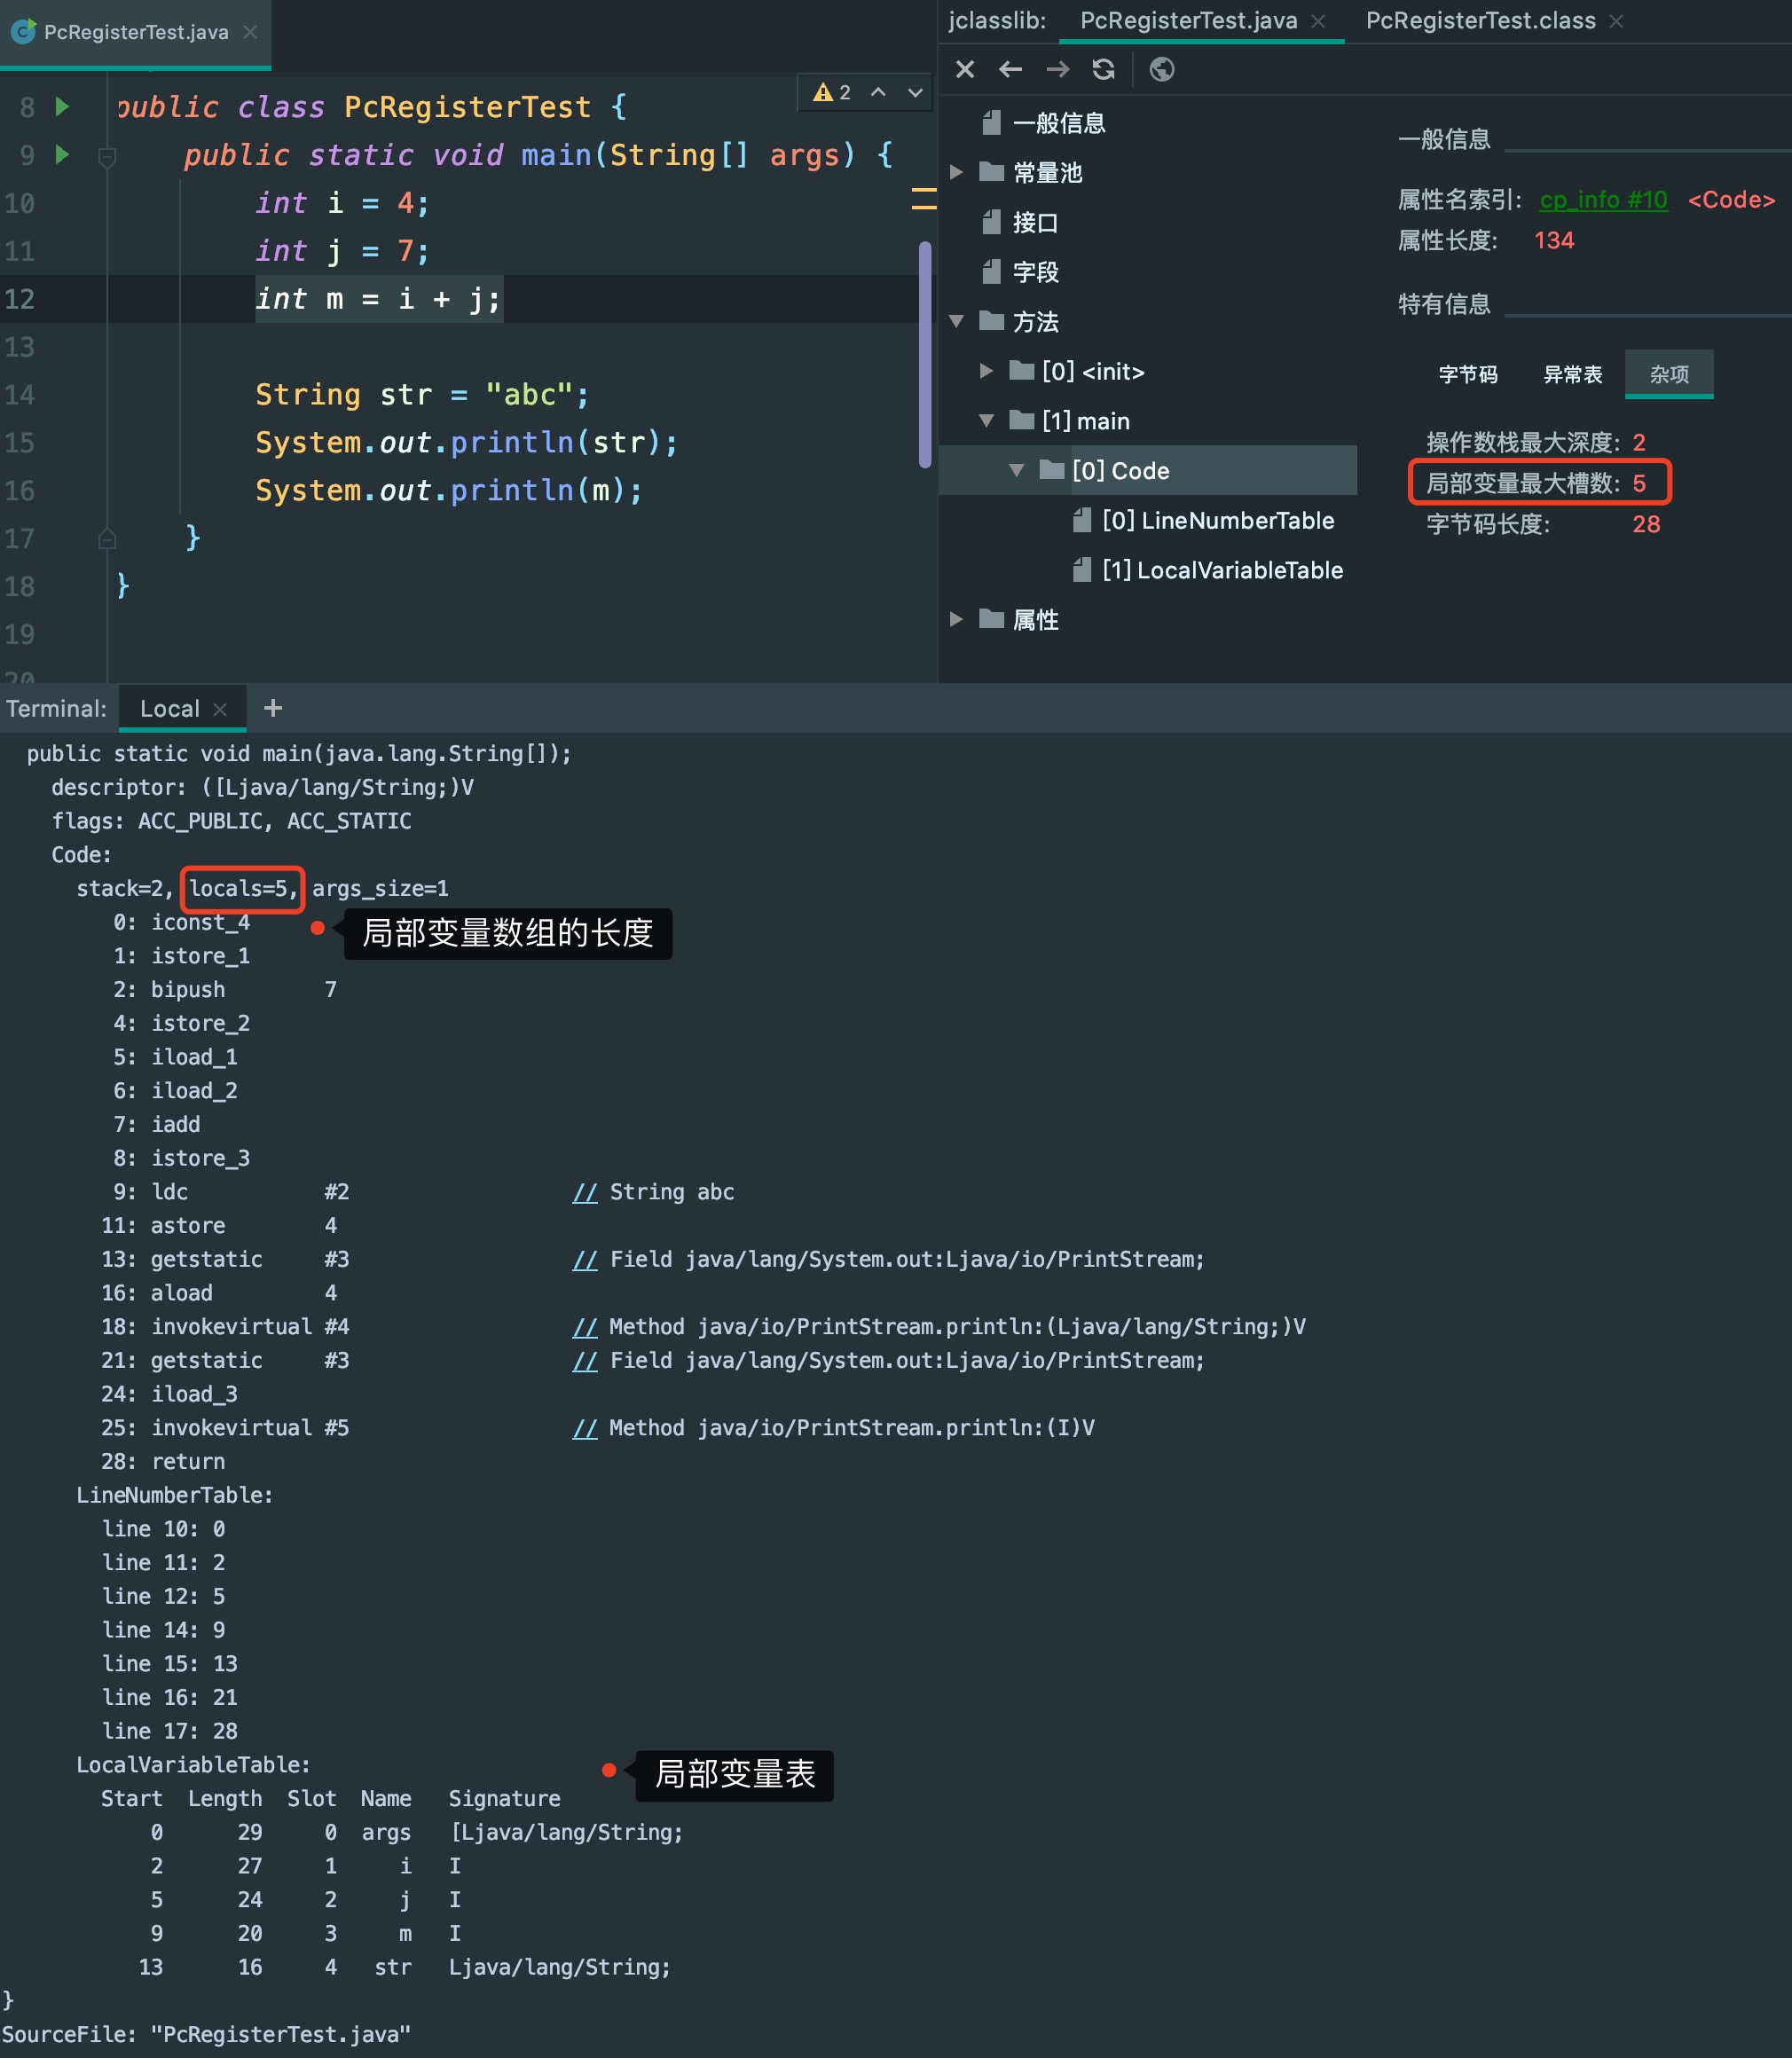 PcRegisterTest.java
8 public class PcRegisterTest {
2
9 public static void main(String[] args) {
10 int i = 4;
11 int j = 7;
12 int m = i + j;
13
14 String str = "abc";
15 System.out.println(str);
16 System.out.println(m);
17 }
18 }
19
20
jclasslib: PcRegisterTest.java PcRegisterTest.class
一般信息
常量池
接口
字段
方法
[0] <init>
[1] main
[0] Code
[0] LineNumberTable
[1] LocalVariableTable
属性
一般信息
属性名索引: cp_info #10 <Code>
属性长度: 134
特有信息
字节码 异常表 杂项
操作数栈最大深度: 2
局部变量最大槽数: 5
字节码长度: 28
Terminal: Local +
public static void main(java.lang.String[]);
descriptor: ([Ljava/lang/String;)V
flags: ACC_PUBLIC, ACC_STATIC
Code:
stack=2, locals=5, args_size=1
0: iconst_4
局部变量数组的长度
1: istore_1
2: bipush 7
4: istore_2
5: iload_1
6: iload_2
7: iadd
8: istore_3
9: ldc #2 // String abc
11: astore 4
13: getstatic #3 // Field java/lang/System.out:Ljava/io/PrintStream;
16: aload 4
18: invokevirtual #4 // Method java/io/PrintStream.println:(Ljava/lang/String;)V
21: getstatic #3 // Field java/lang/System.out:Ljava/io/PrintStream;
24: iload_3
25: invokevirtual #5 // Method java/io/PrintStream.println:(I)V
28: return
LineNumberTable:
line 10: 0
line 11: 2
line 12: 5
line 14: 9
line 15: 13
line 16: 21
line 17: 28
LocalVariableTable:
局部变量表
Start Length Slot Name Signature
0 29 0 args [Ljava/lang/String;
2 27 1 i I
5 24 2 j I
9 20 3 m I
13 16 4 str Ljava/lang/String;
}
SourceFile: "PcRegisterTest.java"